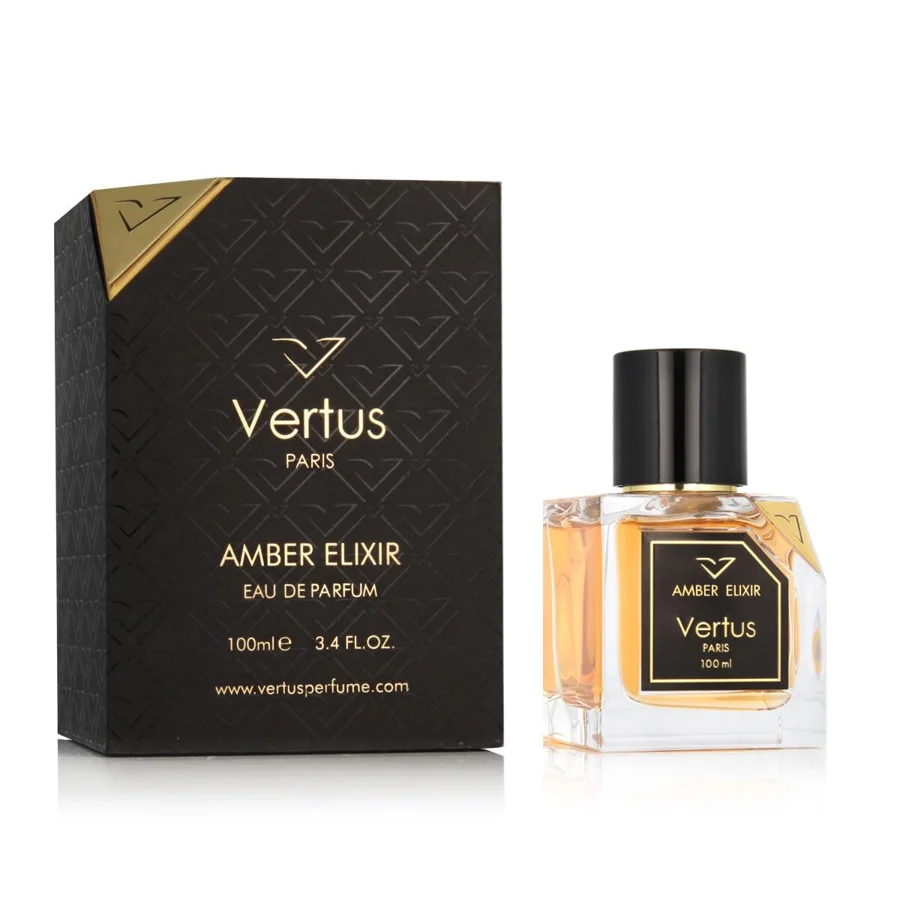 Vertus
PARIS
AMBER ELIXIR
EAU DE PARFUM
100ml℮ 3.4 FL.OZ.
www.vertusperfume.com
AMBER ELIXIR
Vertus
PARIS
100 ml